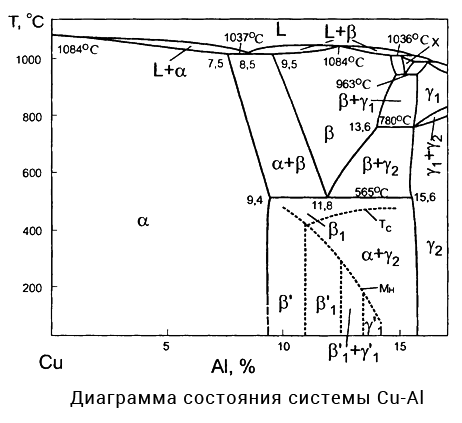 T, °C
L
1037°C
L+β
1036°C
X
1000
1084°C
L+α
7,5
8,5
9,5
1084°C
963°C
β+γ₁
γ₁
800
β
13,6
780°C
γ₁+γ₂
600
α+β
β+γ₂
565°C
9,4
11,8
15,6
400
α
β₁
Tc
α+γ₂
γ₂
200
β'
β'₁
Мн
γ'₁
β'₁+γ'₁
5
10
15
Cu
Al, %
Диаграмма состояния системы Cu-Al